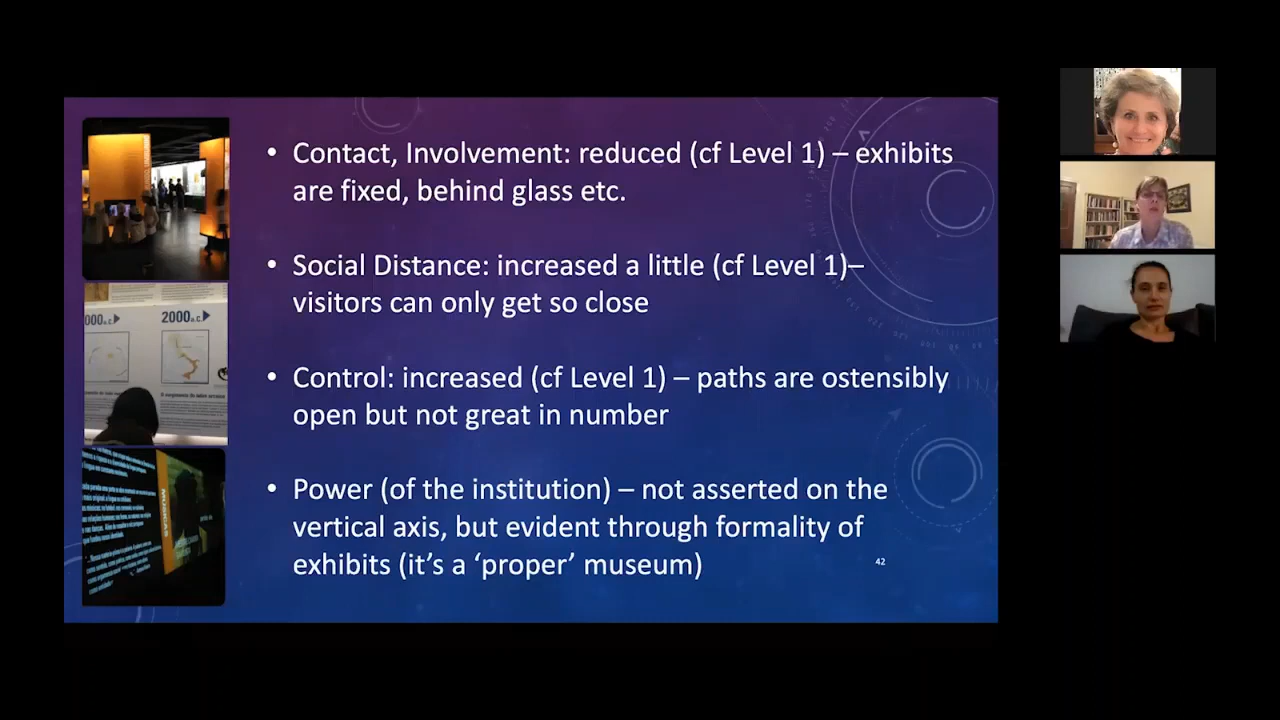 • Contact, Involvement: reduced (cf Level 1) – exhibits
are fixed, behind glass etc.
• Social Distance: increased a little (cf Level 1)–
visitors can only get so close
• Control: increased (cf Level 1) – paths are ostensibly
open but not great in number
• Power (of the institution) – not asserted on the
vertical axis, but evident through formality of
exhibits (it’s a ‘proper’ museum)
42
000a.C.
2000a.C.
MÚSICAS